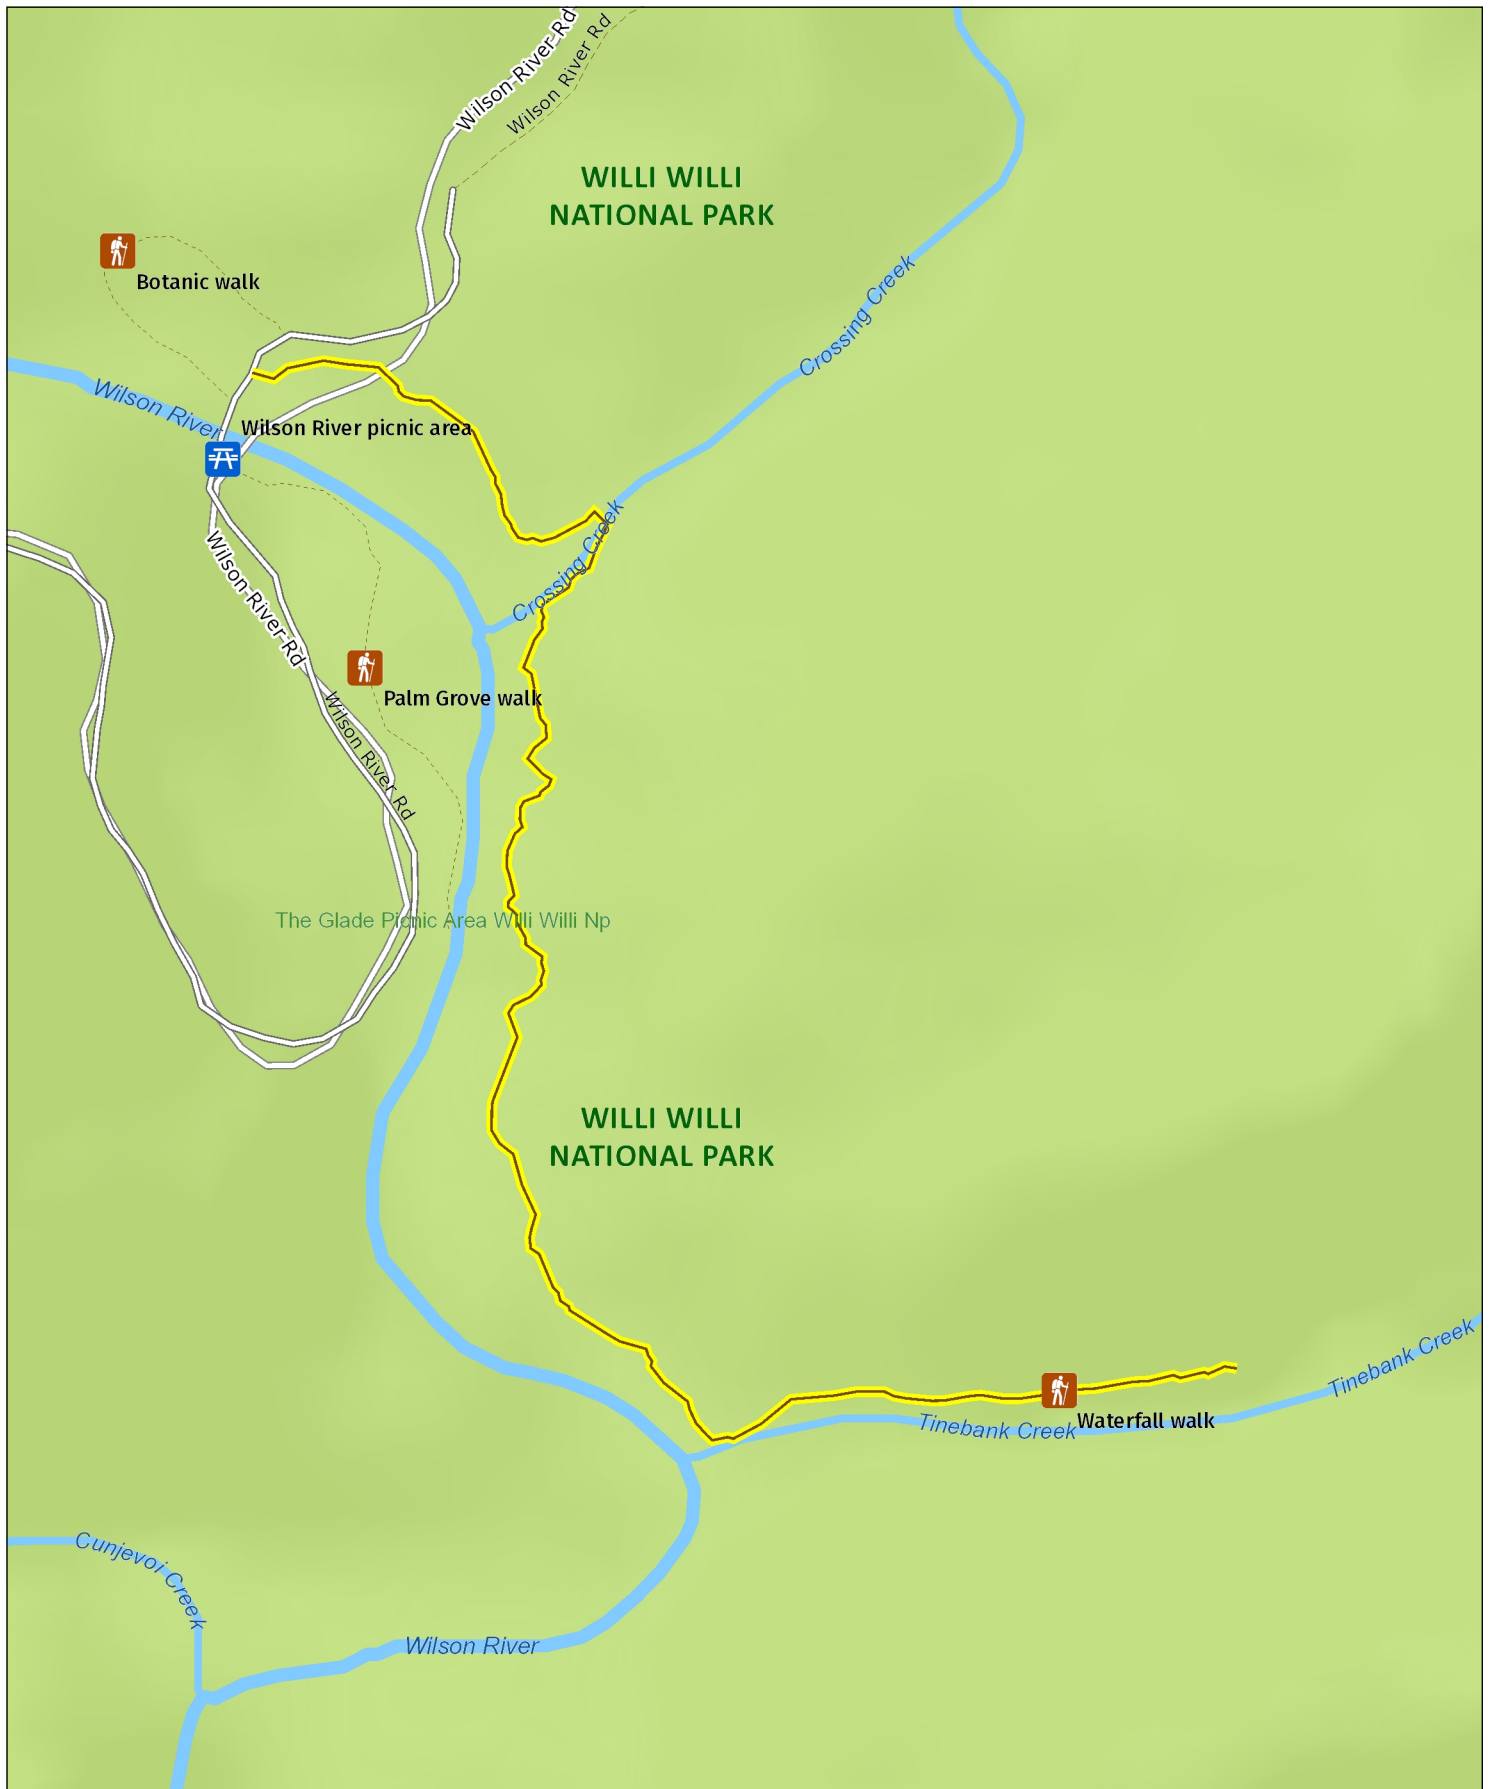 Wilson-River-Rd
Wilson River Rd
WILLI WILLI
NATIONAL PARK
Crossing Creek
Botanic walk
Wilson River
Wilson River picnic area
Crossing Creek
Wilson-River-Rd
Palm Grove walk
Wilson River Rd
The Glade Picnic Area Willi Willi Np
WILLI WILLI
NATIONAL PARK
Tinebank Creek
Waterfall walk
Tinebank Creek
Cunjevoi Creek
Wilson River